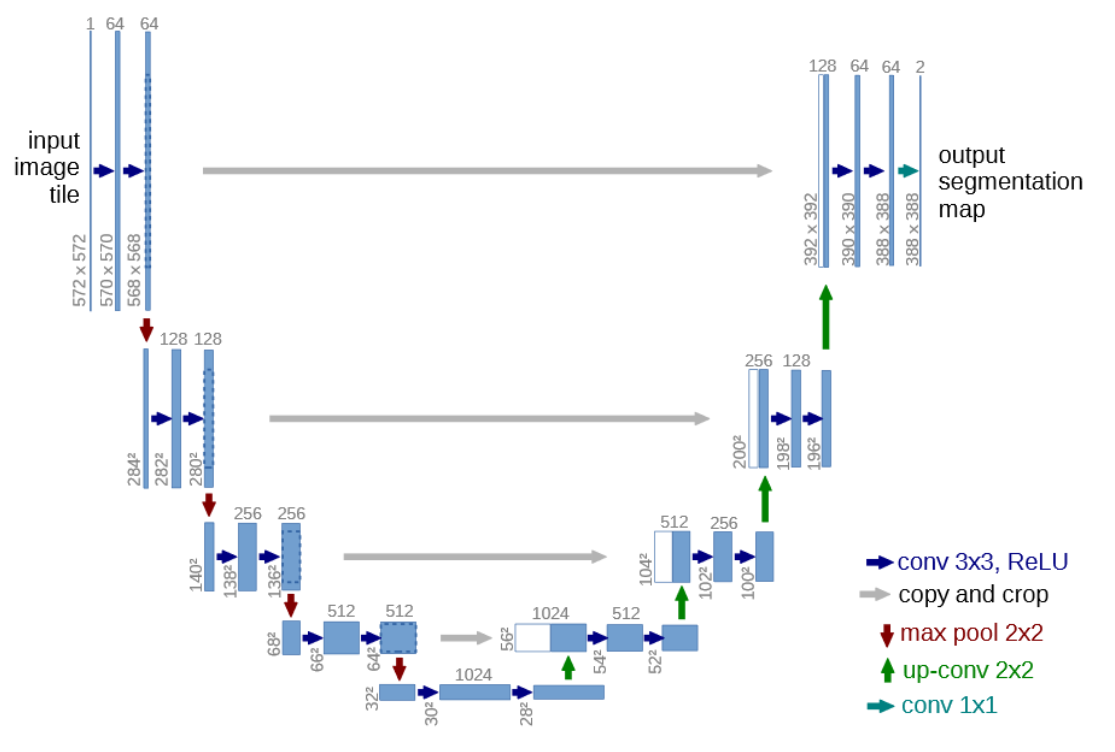 1 64 64
128 64 64 2
input
image
tile
output
segmentation
map
572 x 572
570 x 570
568 x 568
392 x 392
390 x 390
388 x 388
388 x 388
128 128
256 128
284²
282²
280²
200²
198²
196²
256 256
512 256
140²
138²
136²
104²
102²
100²
512 512
1024 512
68²
66²
64²
56²
54²
52²
1024
32²
30²
28²
conv 3x3, ReLU
copy and crop
max pool 2x2
up-conv 2x2
conv 1x1